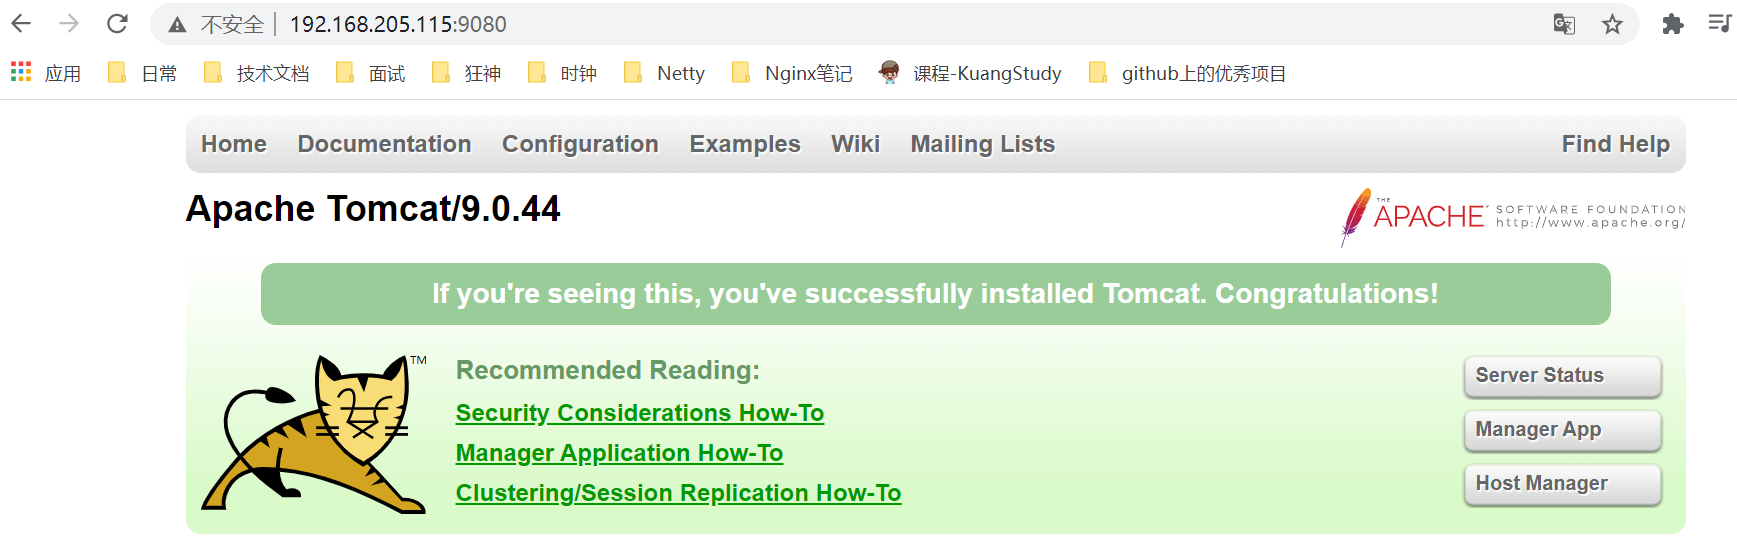 不安全 | 192.168.205.115:9080
应用 日常 技术文档 面试 狂神 时钟 Netty Nginx笔记 课程-KuangStudy github上的优秀项目
Home Documentation Configuration Examples Wiki Mailing Lists Find Help
Apache Tomcat/9.0.44
THE
APACHE SOFTWARE FOUNDATION
http://www.apache.org/
If you're seeing this, you've successfully installed Tomcat. Congratulations!
TM
Recommended Reading:
Security Considerations How-To
Manager Application How-To
Clustering/Session Replication How-To
Server Status
Manager App
Host Manager